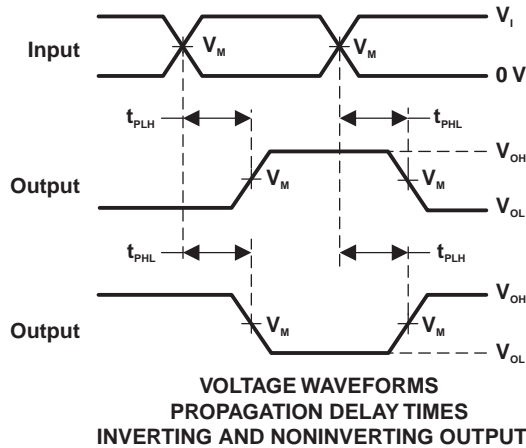 V_I
Input
V_M
V_M
0 V
t_PLH
t_PHL
V_OH
Output
V_M
V_M
V_OL
t_PHL
t_PLH
V_OH
Output
V_M
V_M
V_OL
VOLTAGE WAVEFORMS
PROPAGATION DELAY TIMES
INVERTING AND NONINVERTING OUTPUT